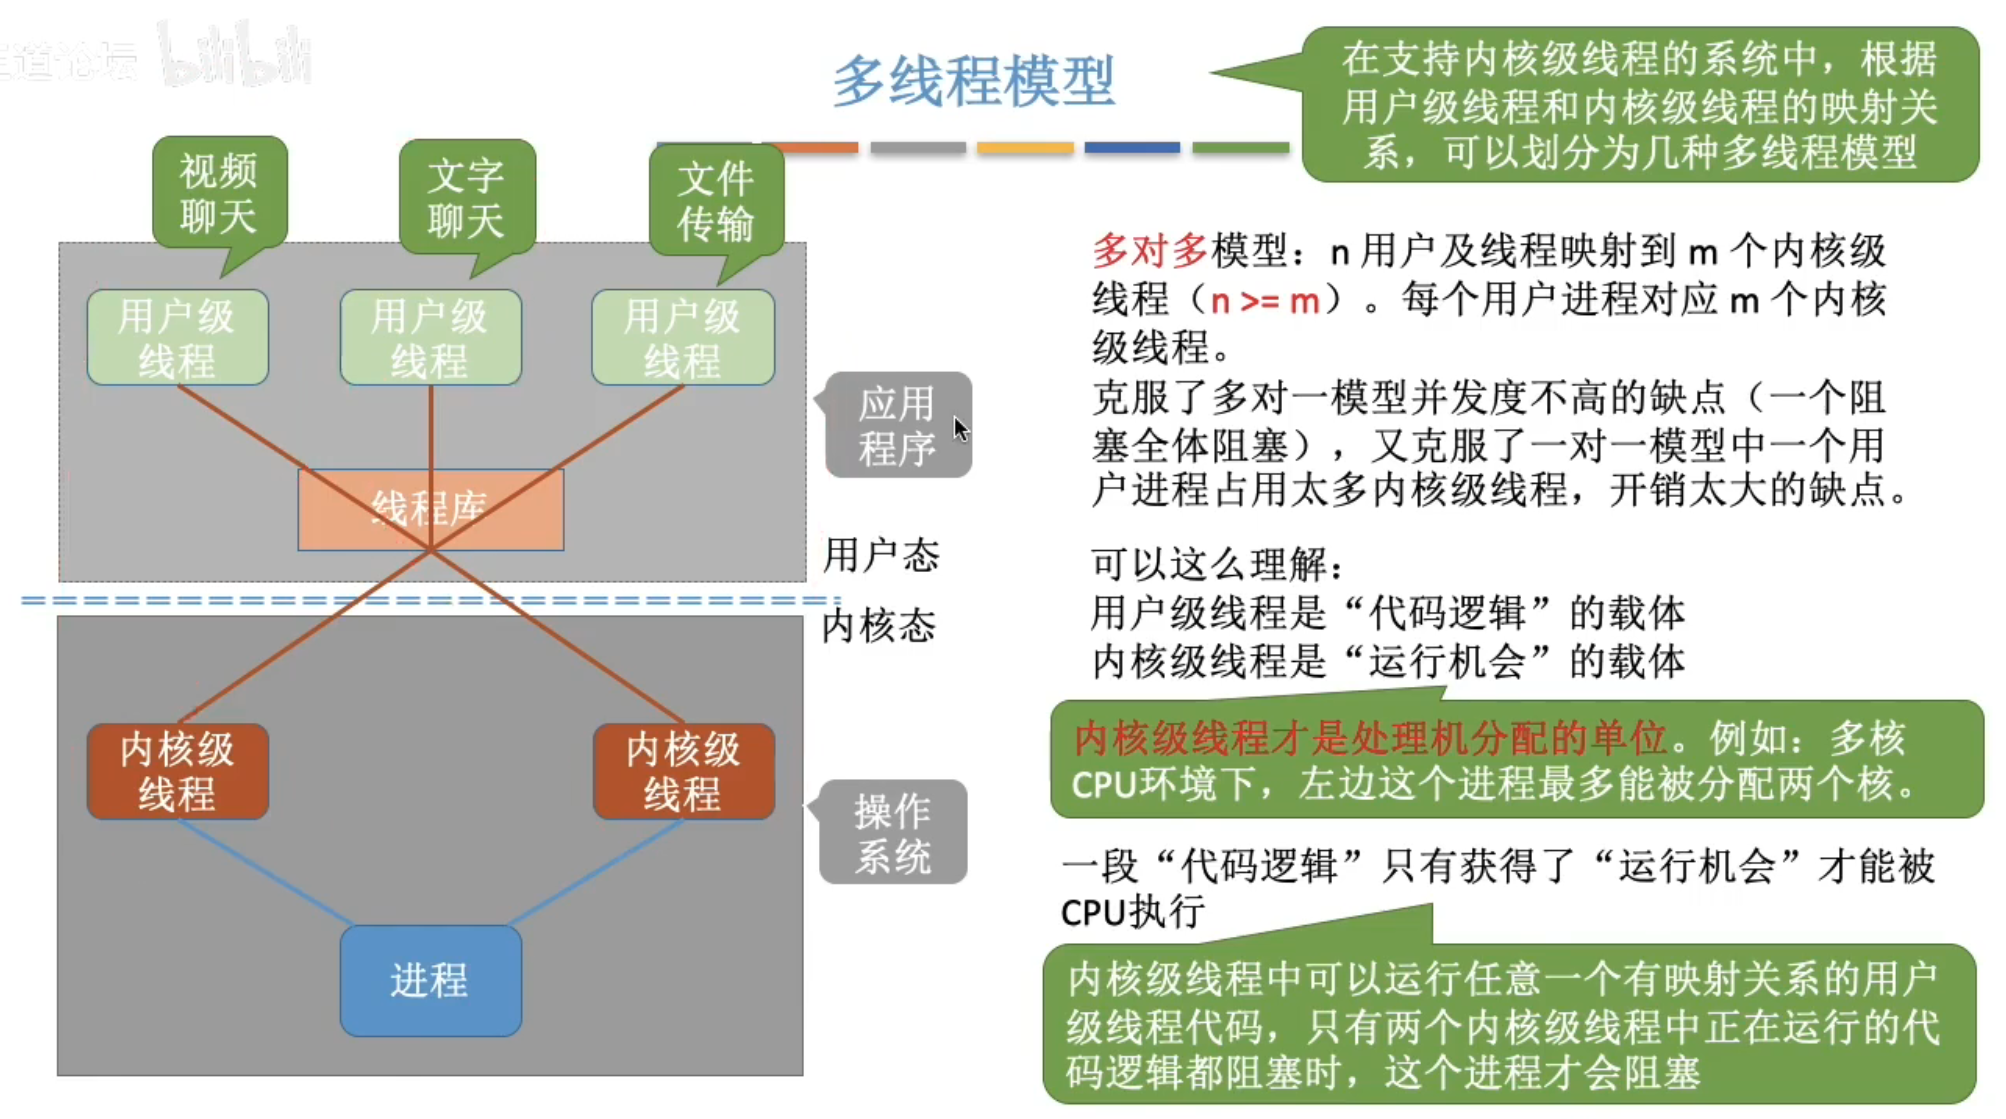 王道论坛 bilibili
多线程模型
在支持内核级线程的系统中，根据
用户级线程和内核级线程的映射关
系，可以划分为几种多线程模型
视频
聊天
文字
聊天
文件
传输
用户级
线程
用户级
线程
用户级
线程
线程库
应用
程序
用户态
内核态
内核级
线程
内核级
线程
操作
系统
进程
多对多模型：n 用户及线程映射到 m 个内核级
线程（n >= m）。每个用户进程对应 m 个内核
级线程。
克服了多对一模型并发度不高的缺点（一个阻
塞全体阻塞），又克服了一对一模型中一个用
户进程占用太多内核级线程，开销太大的缺点。
可以这么理解：
用户级线程是“代码逻辑”的载体
内核级线程是“运行机会”的载体
内核级线程才是处理机分配的单位。例如：多核
CPU环境下，左边这个进程最多能被分配两个核。
一段“代码逻辑”只有获得了“运行机会”才能被
CPU执行
内核级线程中可以运行任意一个有映射关系的用户
级线程代码，只有两个内核级线程中正在运行的代
码逻辑都阻塞时，这个进程才会阻塞